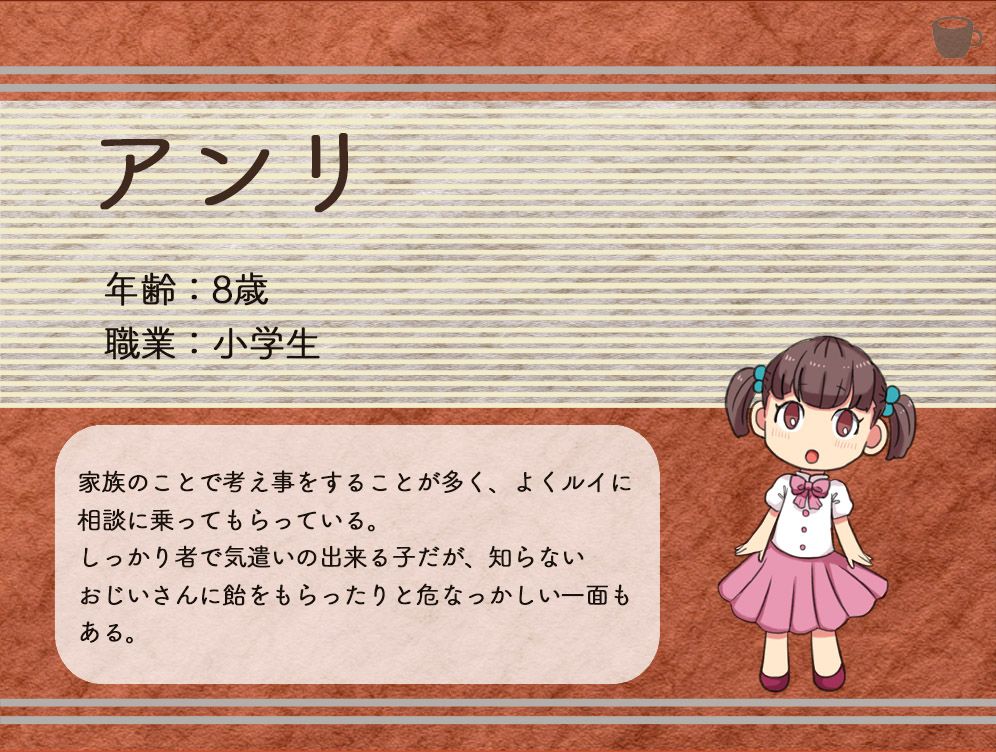 アンリ
年齢：8歳
職業：小学生
家族のことで考え事をすることが多く、よくルイに
相談に乗ってもらっている。
しっかり者で気遣いの出来る子だが、知らない
おじいさんに飴をもらったりと危なっかしい一面も
ある。